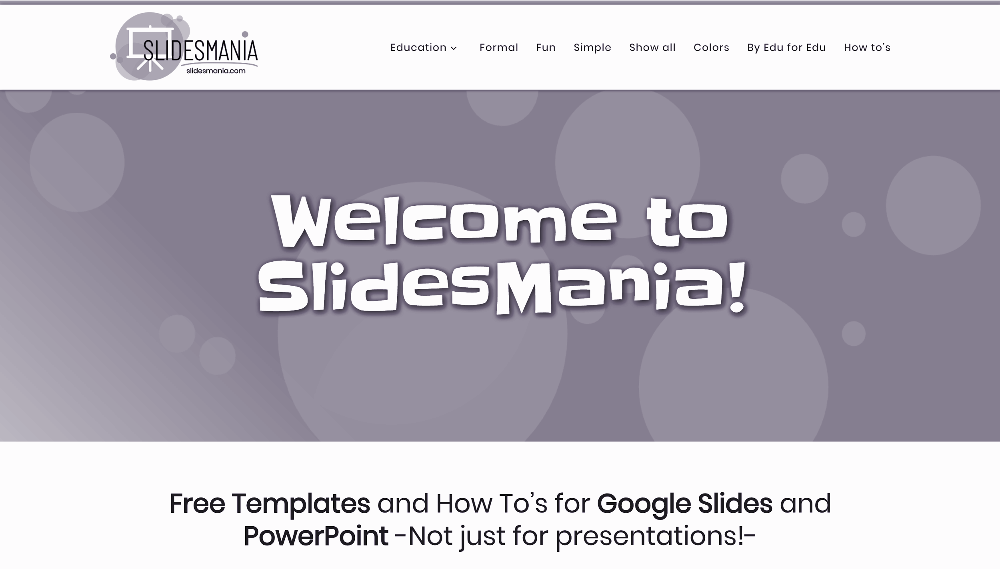 SLIDESMANIA
slidesmania.com
Education Formal Fun Simple Show all Colors By Edu for Edu How to’s
Welcome to
SlidesMania!
Free Templates and How To’s for Google Slides and
PowerPoint –Not just for presentations!–